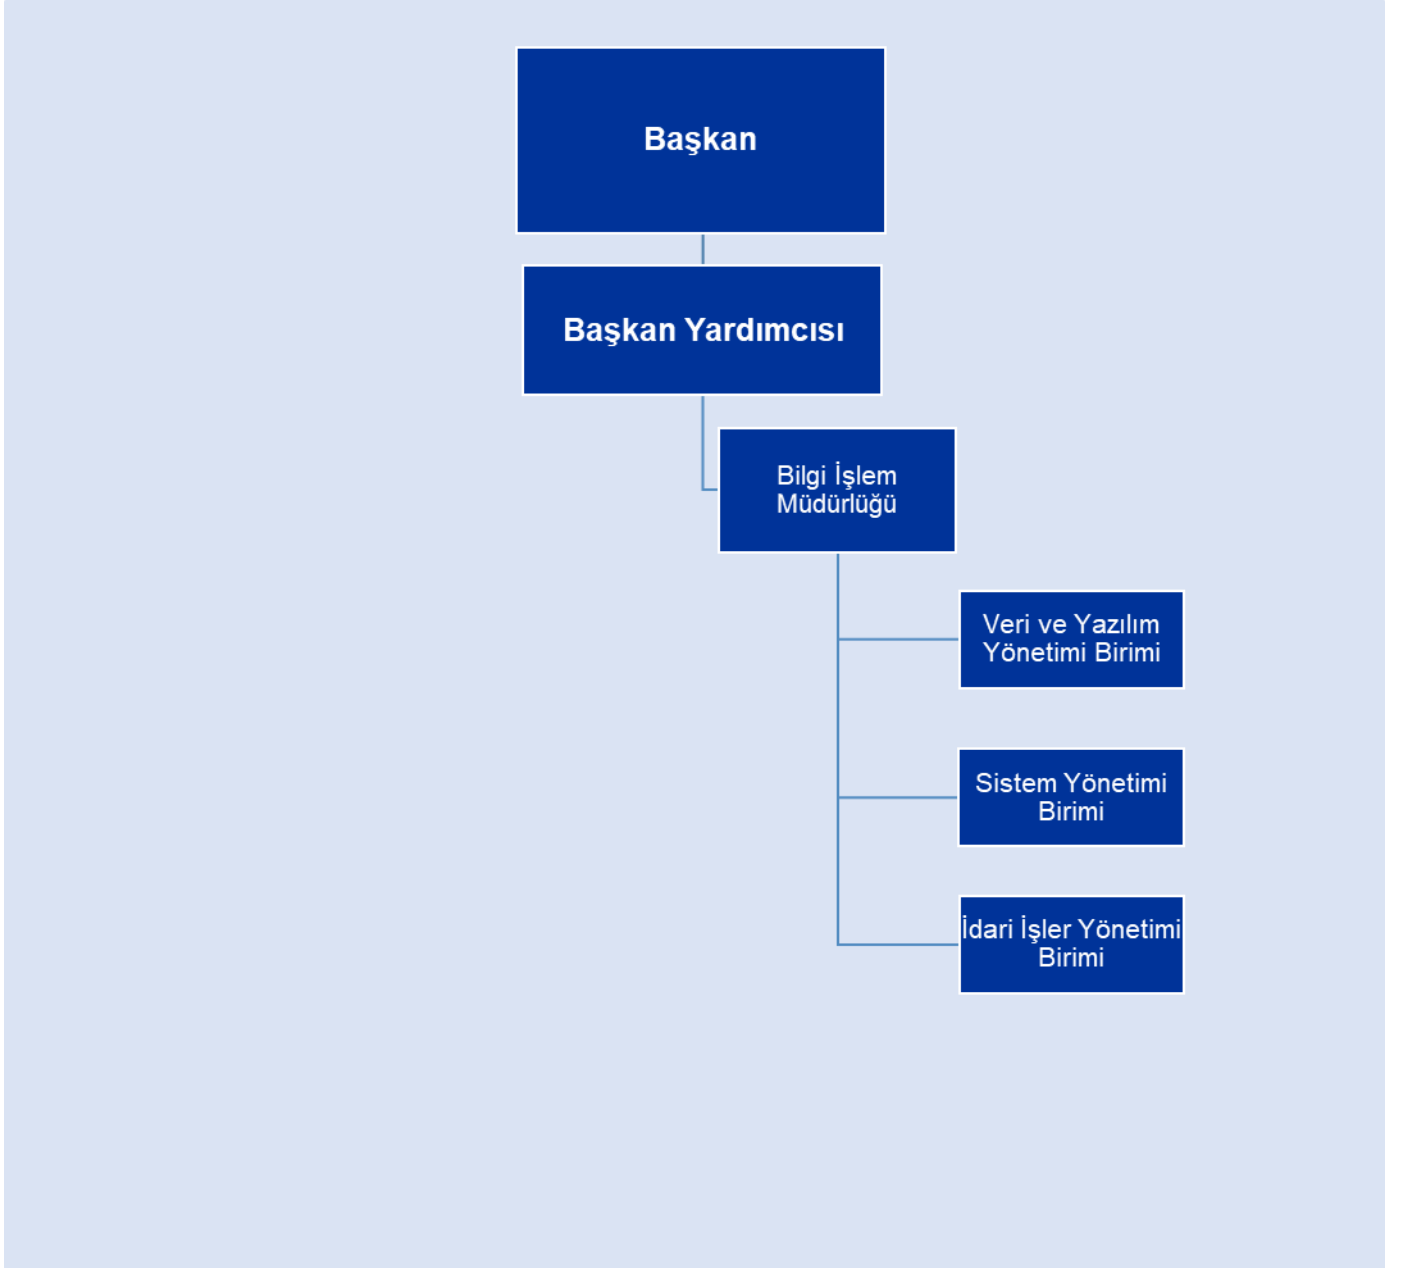 Başkan
Başkan Yardımcısı
Bilgi İşlem
Müdürlüğü
Veri ve Yazılım
Yönetimi Birimi
Sistem Yönetimi
Birimi
İdari İşler Yönetimi
Birimi